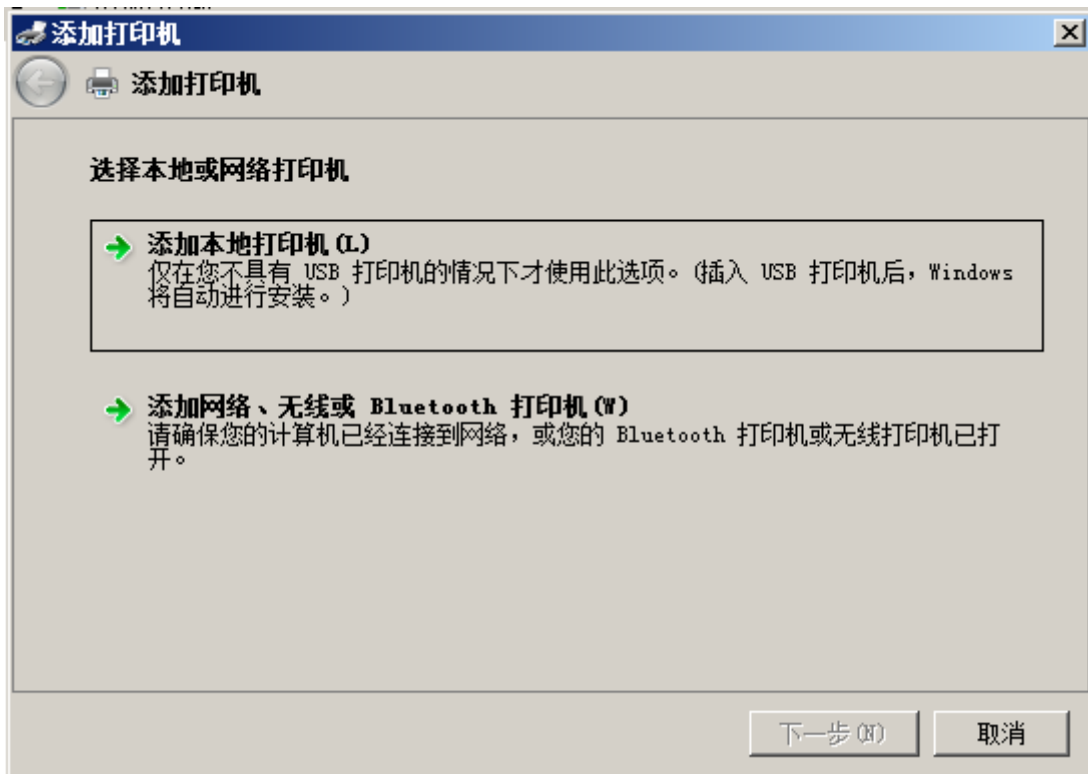 添加打印机
添加打印机
选择本地或网络打印机
添加本地打印机(L)
仅在您不具有 USB 打印机的情况下才使用此选项。(插入 USB 打印机后，Windows
将自动进行安装。)
添加网络、无线或 Bluetooth 打印机(W)
请确保您的计算机已经连接到网络，或您的 Bluetooth 打印机或无线打印机已打
开。
下一步(N)
取消